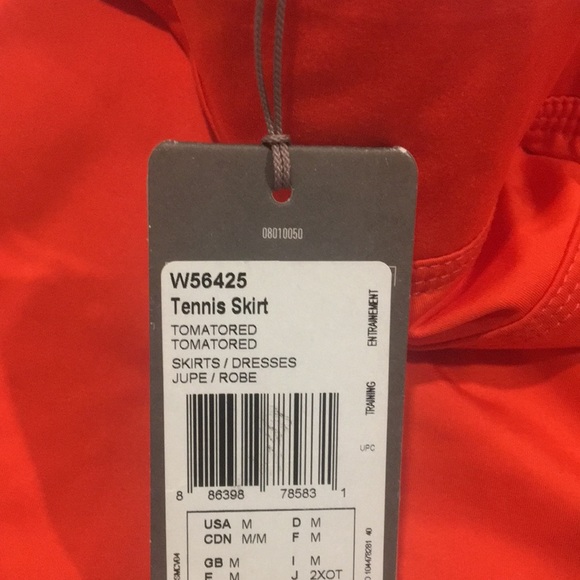 08010050
W56425
Tennis Skirt
TOMATORED
TOMATORED
SKIRTS / DRESSES
JUPE / ROBE
TRAINING ENTRAINEMENT
UPC
8 86398 78583 1
USA M D M
CDN M/M F M
GB M I M
E M J 2XOT